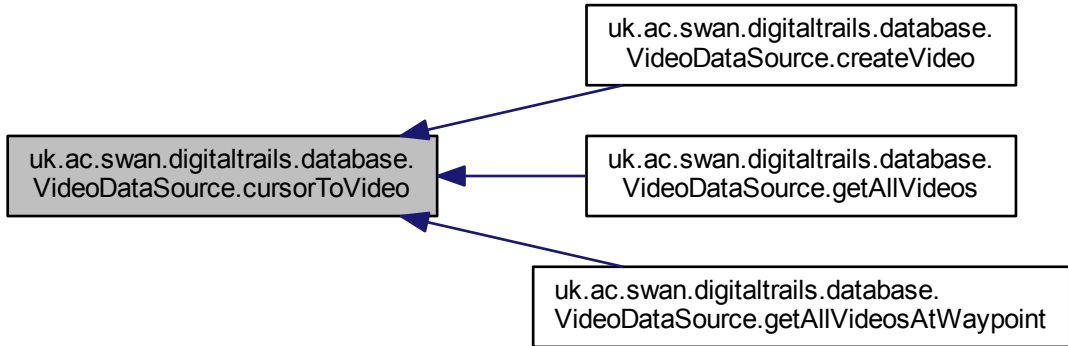 uk.ac.swan.digitaltrails.database.
VideoDataSource.createVideo
uk.ac.swan.digitaltrails.database.
VideoDataSource.cursorToVideo
uk.ac.swan.digitaltrails.database.
VideoDataSource.getAllVideos
uk.ac.swan.digitaltrails.database.
VideoDataSource.getAllVideosAtWaypoint